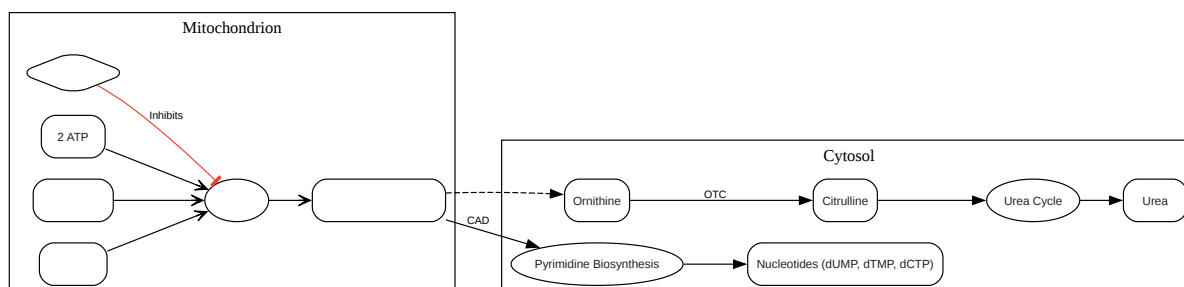 Mitochondrion
Inhibits
2 ATP
Cytosol
Ornithine
OTC
Citrulline
Urea Cycle
Urea
CAD
Pyrimidine Biosynthesis
Nucleotides (dUMP, dTMP, dCTP)